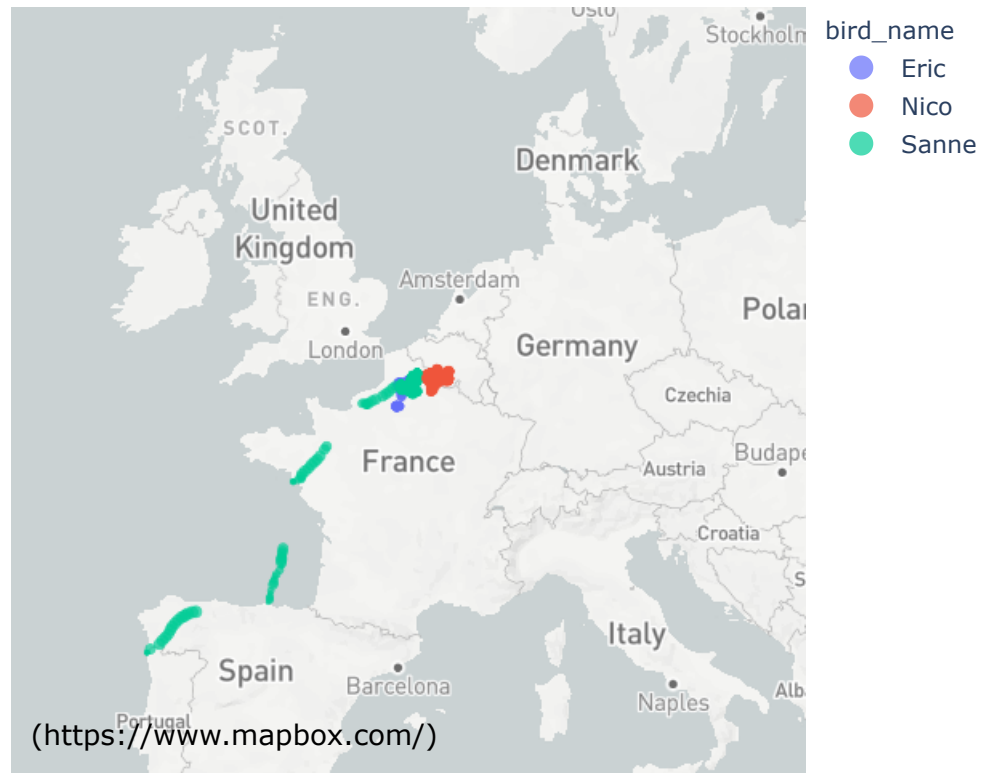 Oslo
Stockholm
SCOT.
Denmark
United
Kingdom
Amsterdam
ENG.
London
Germany
Polan
Czechia
France
Austria
Budape
Croatia
S
Italy
Spain
Barcelona
Naples
Alb
Portugal
(https://www.mapbox.com/)
bird_name
Eric
Nico
Sanne